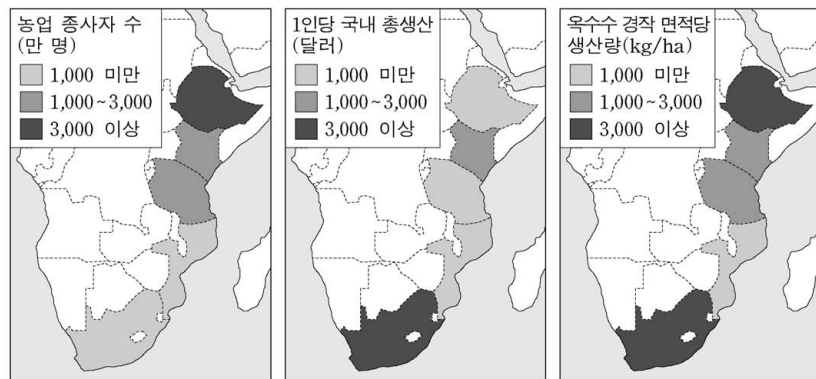 농업 종사자 수
(만 명)
1,000 미만
1,000~3,000
3,000 이상
1인당 국내 총생산
(달러)
1,000 미만
1,000~3,000
3,000 이상
옥수수 경작 면적당
생산량(kg/ha)
1,000 미만
1,000~3,000
3,000 이상